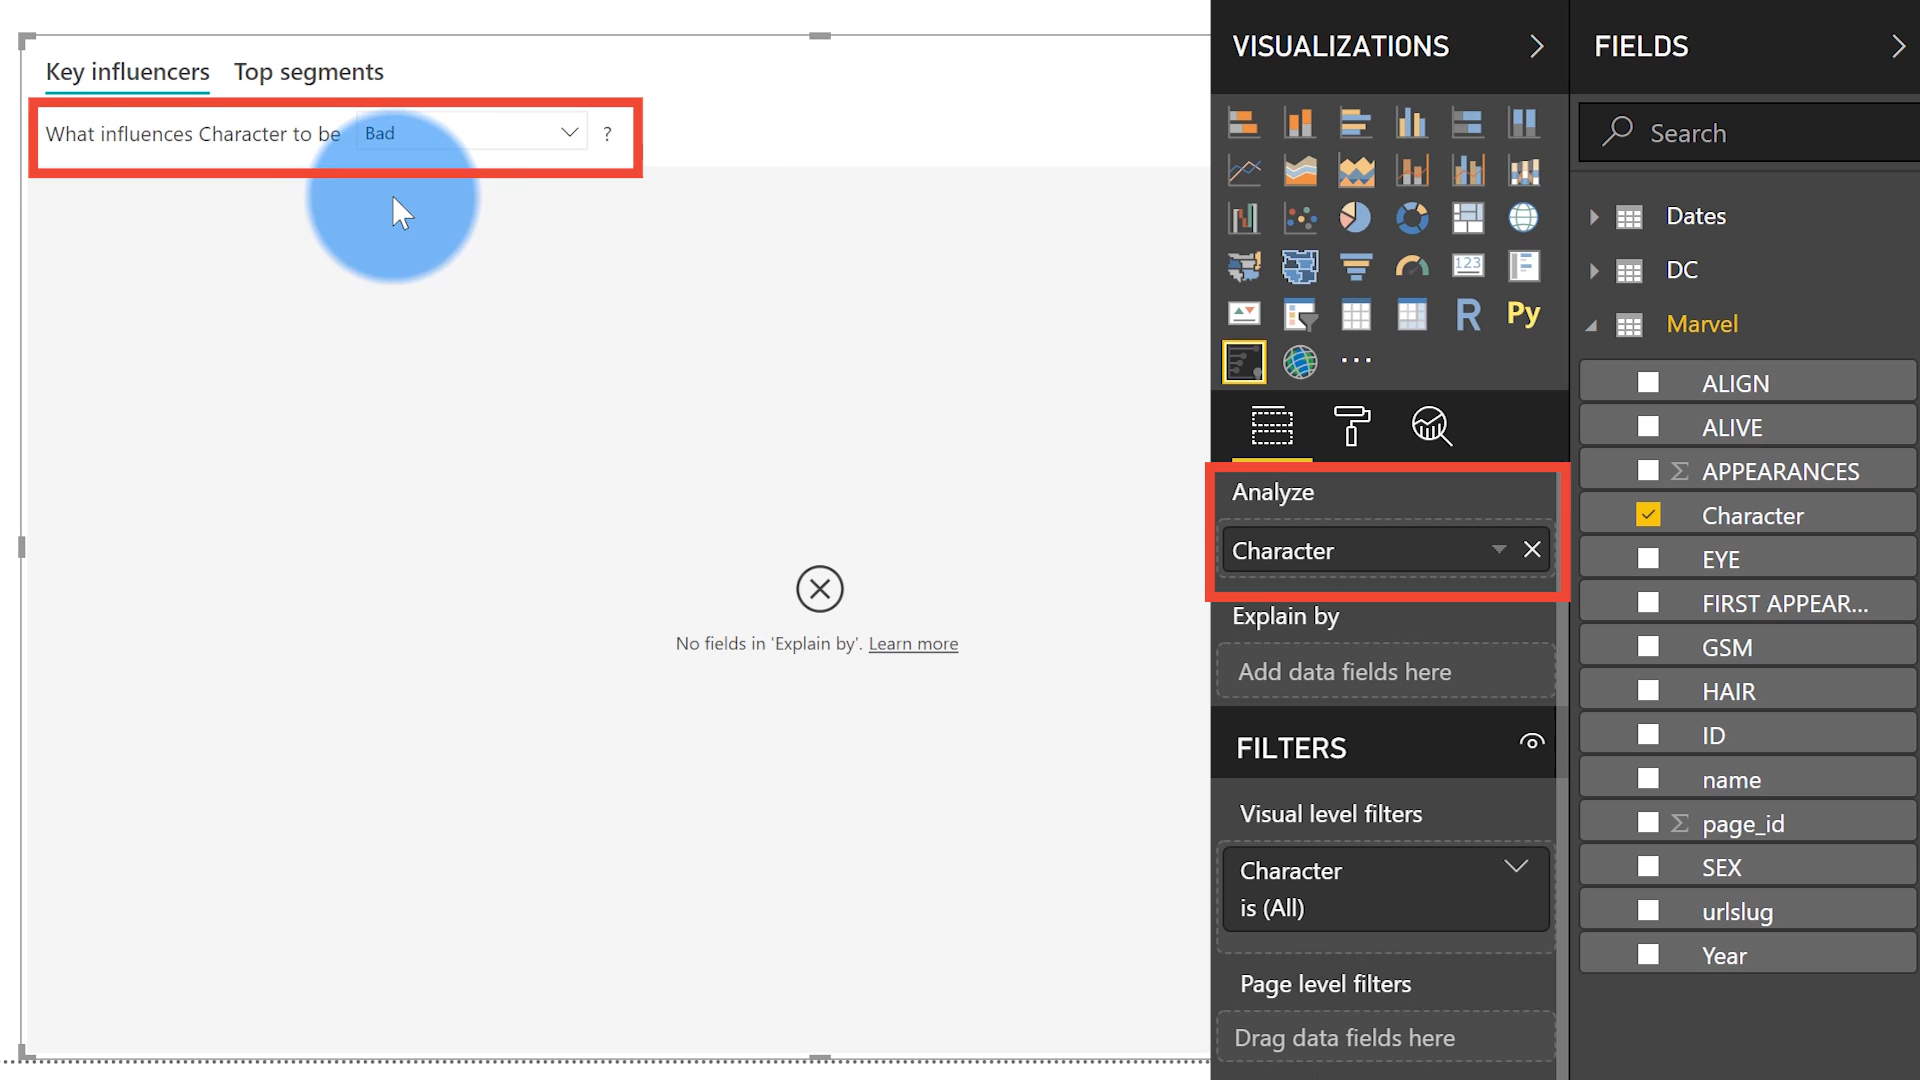 Key influencers Top segments
What influences Character to be Bad ?
No fields in 'Explain by'. Learn more
VISUALIZATIONS
123
R Py
Analyze
Character
Explain by
Add data fields here
FILTERS
Visual level filters
Character
is (All)
Page level filters
Drag data fields here
FIELDS
Search
Dates
DC
Marvel
ALIGN
ALIVE
Σ APPEARANCES
Character
EYE
FIRST APPEAR...
GSM
HAIR
ID
name
Σ page_id
SEX
urlslug
Year